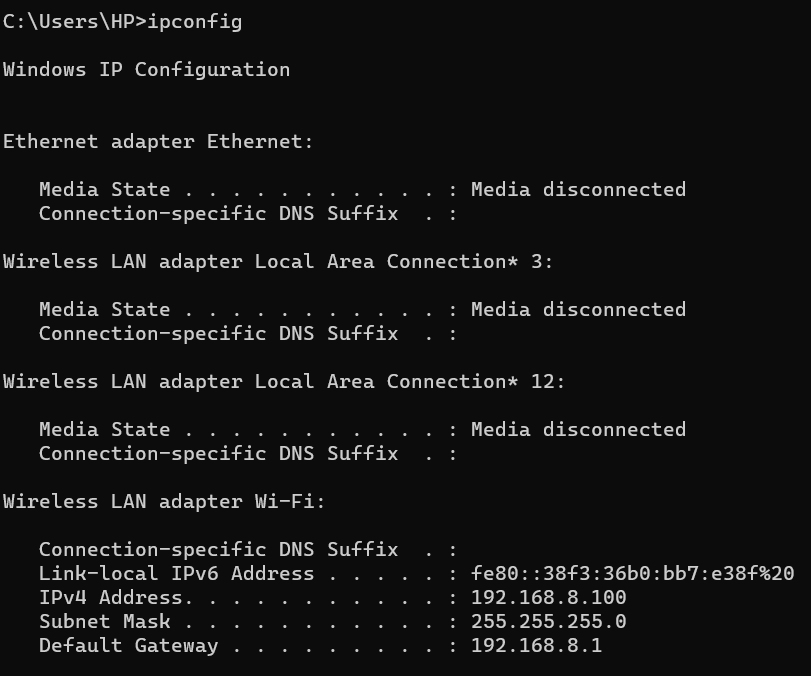 C:\Users\HP>ipconfig
Windows IP Configuration
Ethernet adapter Ethernet:
Media State . . . . . . . . . . . : Media disconnected
Connection-specific DNS Suffix  . :
Wireless LAN adapter Local Area Connection* 3:
Media State . . . . . . . . . . . : Media disconnected
Connection-specific DNS Suffix  . :
Wireless LAN adapter Local Area Connection* 12:
Media State . . . . . . . . . . . : Media disconnected
Connection-specific DNS Suffix  . :
Wireless LAN adapter Wi-Fi:
Connection-specific DNS Suffix  . :
Link-local IPv6 Address . . . . . : fe80::38f3:36b0:bb7:e38f%20
IPv4 Address. . . . . . . . . . . : 192.168.8.100
Subnet Mask . . . . . . . . . . . : 255.255.255.0
Default Gateway . . . . . . . . . : 192.168.8.1